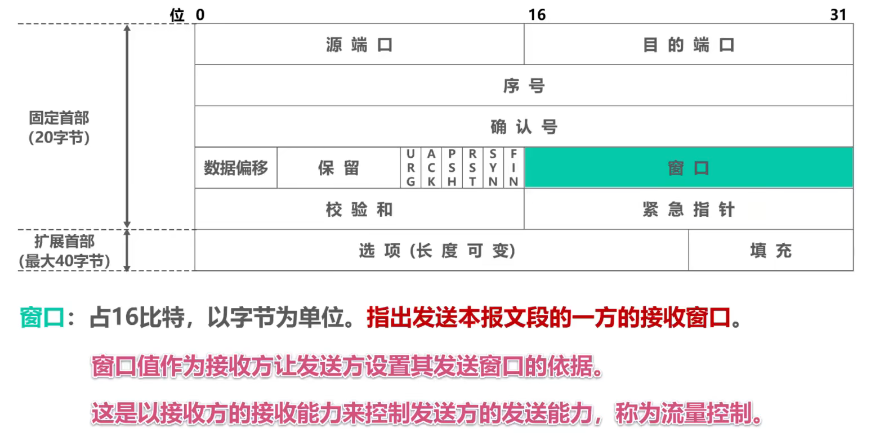 位 0 16 31
源端口 目的端口
序号
固定首部
(20字节)
确认号
数据偏移 保留 URG ACK PSH RST SYN FIN 窗口
校验和 紧急指针
扩展首部
(最大40字节)
选项(长度可变) 填充
窗口：占16比特，以字节为单位。指出发送本报文段的一方的接收窗口。
窗口值作为接收方让发送方设置其发送窗口的依据。
这是以接收方的接收能力来控制发送方的发送能力，称为流量控制。